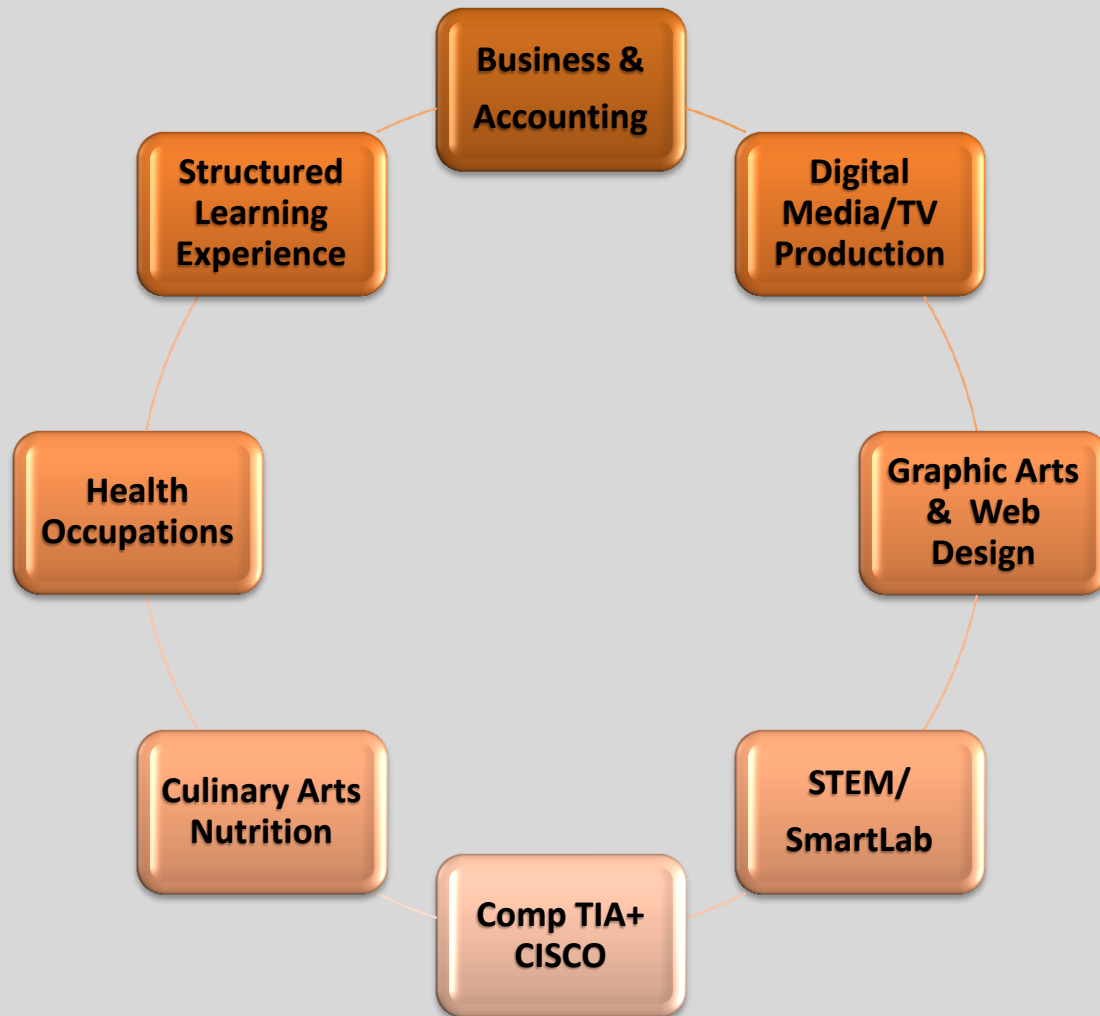 Business &
Accounting
Digital
Media/TV
Production
Graphic Arts
& Web
Design
STEM/
SmartLab
Comp TIA+
CISCO
Culinary Arts
Nutrition
Health
Occupations
Structured
Learning
Experience